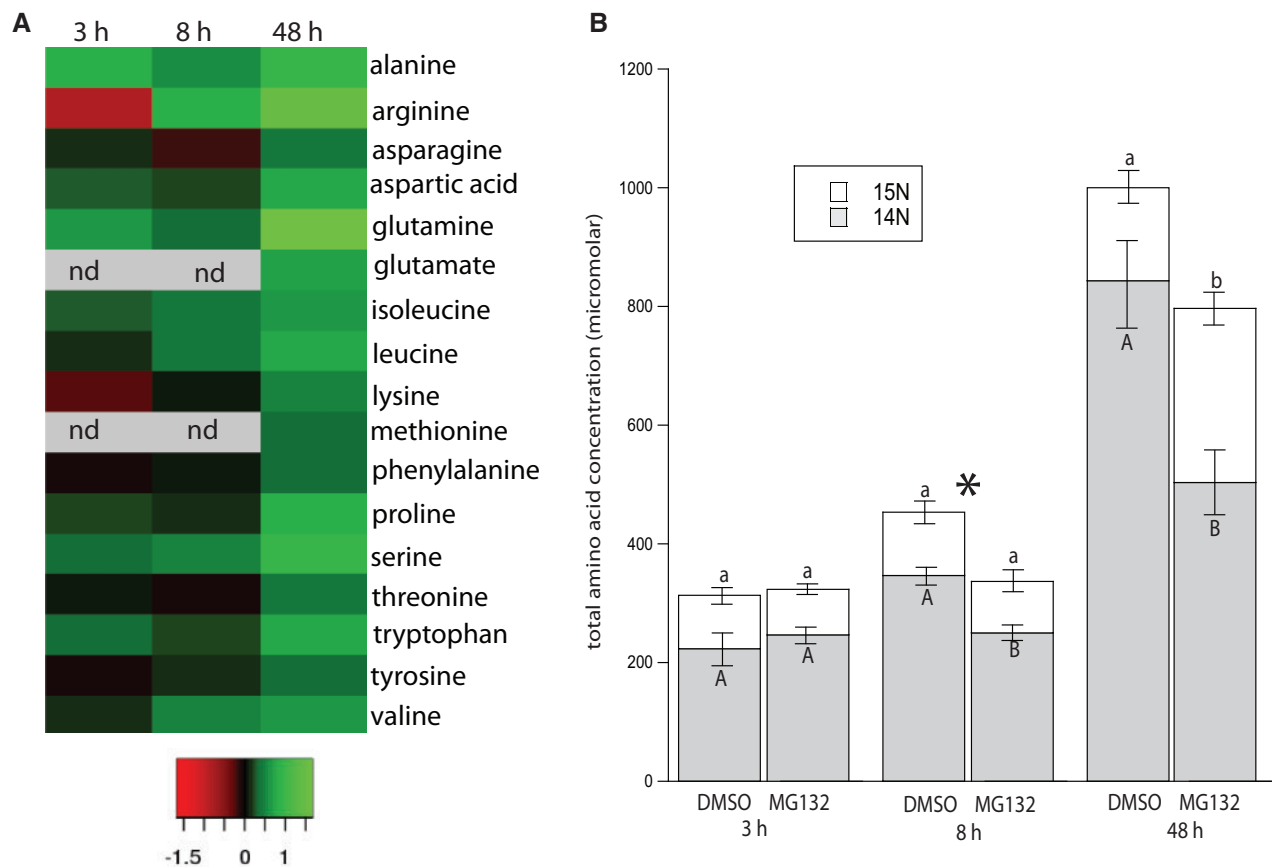 A
3 h 8 h 48 h
alanine
arginine
asparagine
aspartic acid
glutamine
nd nd glutamate
isoleucine
leucine
lysine
nd nd methionine
phenylalanine
proline
serine
threonine
tryptophan
tyrosine
valine
-1.5 0 1
B
total amino acid concentration (micromolar)
1200
1000
800
600
400
200
0
15N
14N
a
A
a
A
a
A
*
a
B
a
A
b
B
DMSO MG132
3 h
DMSO MG132
8 h
DMSO MG132
48 h